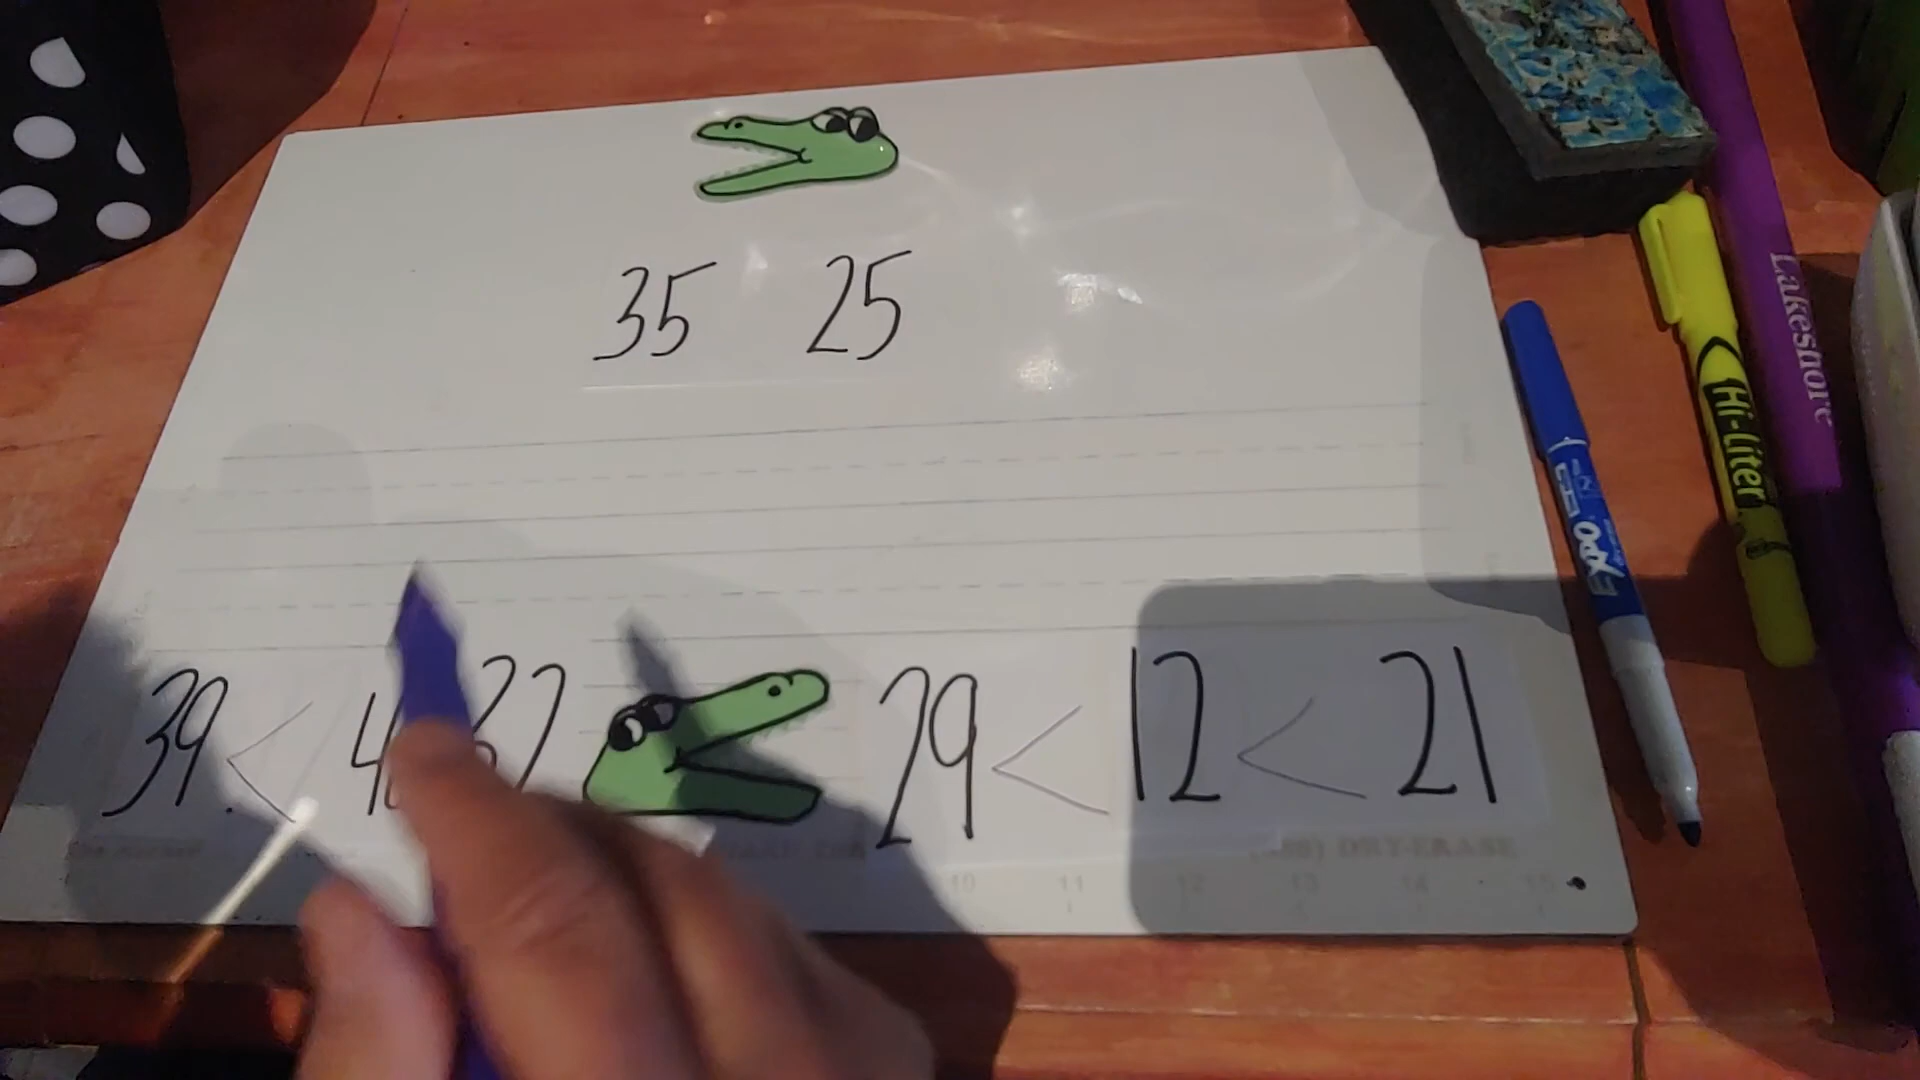 35 25
39 < 29 < 12 < 21
DRY-ERASE
10 11 12 13 14 15
Lakeshore
Hi-Liter
EXPO